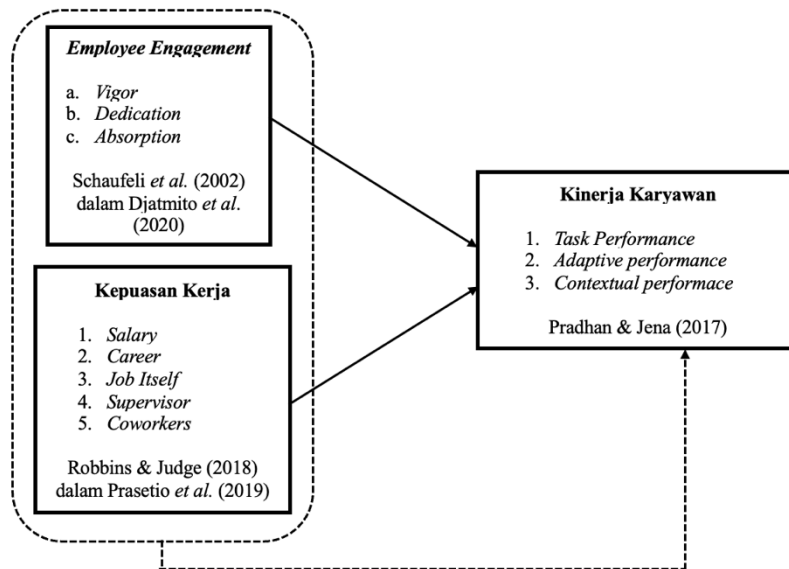 Employee Engagement
a. Vigor
b. Dedication
c. Absorption
Schaufeli et al. (2002)
dalam Djatmito et al.
(2020)
Kepuasan Kerja
1. Salary
2. Career
3. Job Itself
4. Supervisor
5. Coworkers
Robbins & Judge (2018)
dalam Prasetio et al. (2019)
Kinerja Karyawan
1. Task Performance
2. Adaptive performance
3. Contextual performace
Pradhan & Jena (2017)